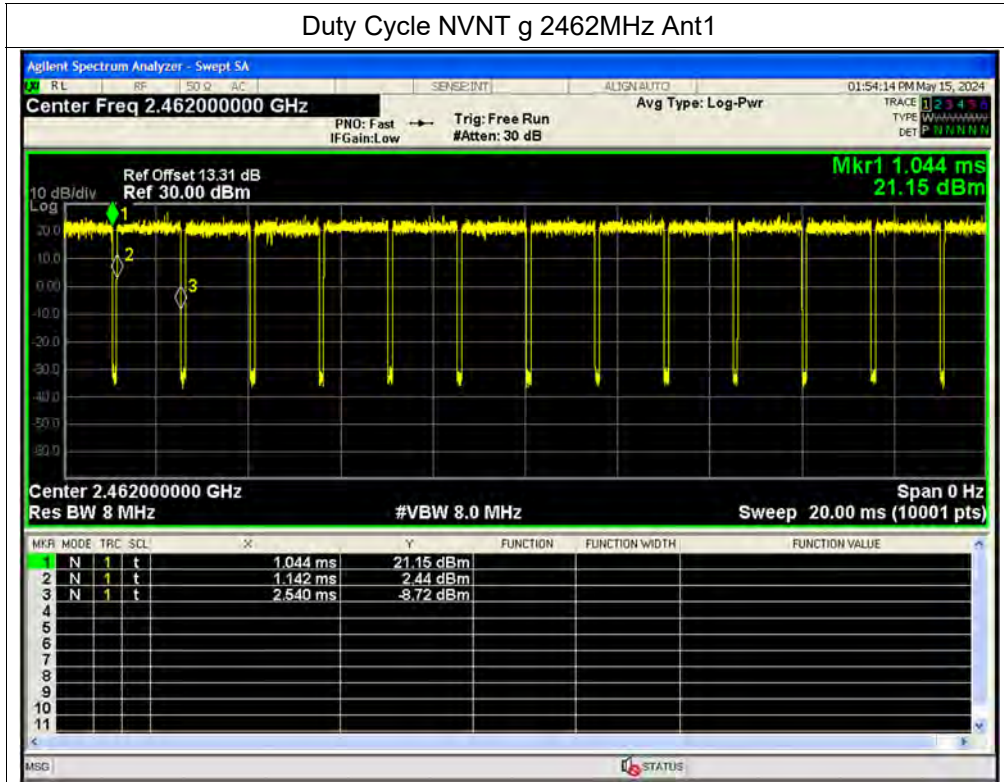 Duty Cycle NVNT g 2462MHz Ant1
Agilent Spectrum Analyzer - Swept SA
RL RF 50 Ω AC SENSE:INT ALIGN AUTO 01:54:14 PM May 15, 2024
Center Freq 2.462000000 GHz Avg Type: Log-Pwr TRACE 1 2 3 4 5 6
PNO: Fast Trig: Free Run TYPE W
IFGain:Low #Atten: 30 dB DET P N N N N N
Mkr1 1.044 ms
Ref Offset 13.31 dB
10 dB/div Ref 30.00 dBm 21.15 dBm
Log
1
20.0
2
10.0
3
0.00
-10.0
-20.0
-30.0
-40.0
-50.0
-60.0
Center 2.462000000 GHz Span 0 Hz
Res BW 8 MHz #VBW 8.0 MHz Sweep 20.00 ms (10001 pts)
MKR MODE TRC SCL X Y FUNCTION FUNCTION WIDTH FUNCTION VALUE
1 N 1 t 1.044 ms 21.15 dBm
2 N 1 t 1.142 ms 2.44 dBm
3 N 1 t 2.540 ms -8.72 dBm
4
5
6
7
8
9
10
11
MSG STATUS